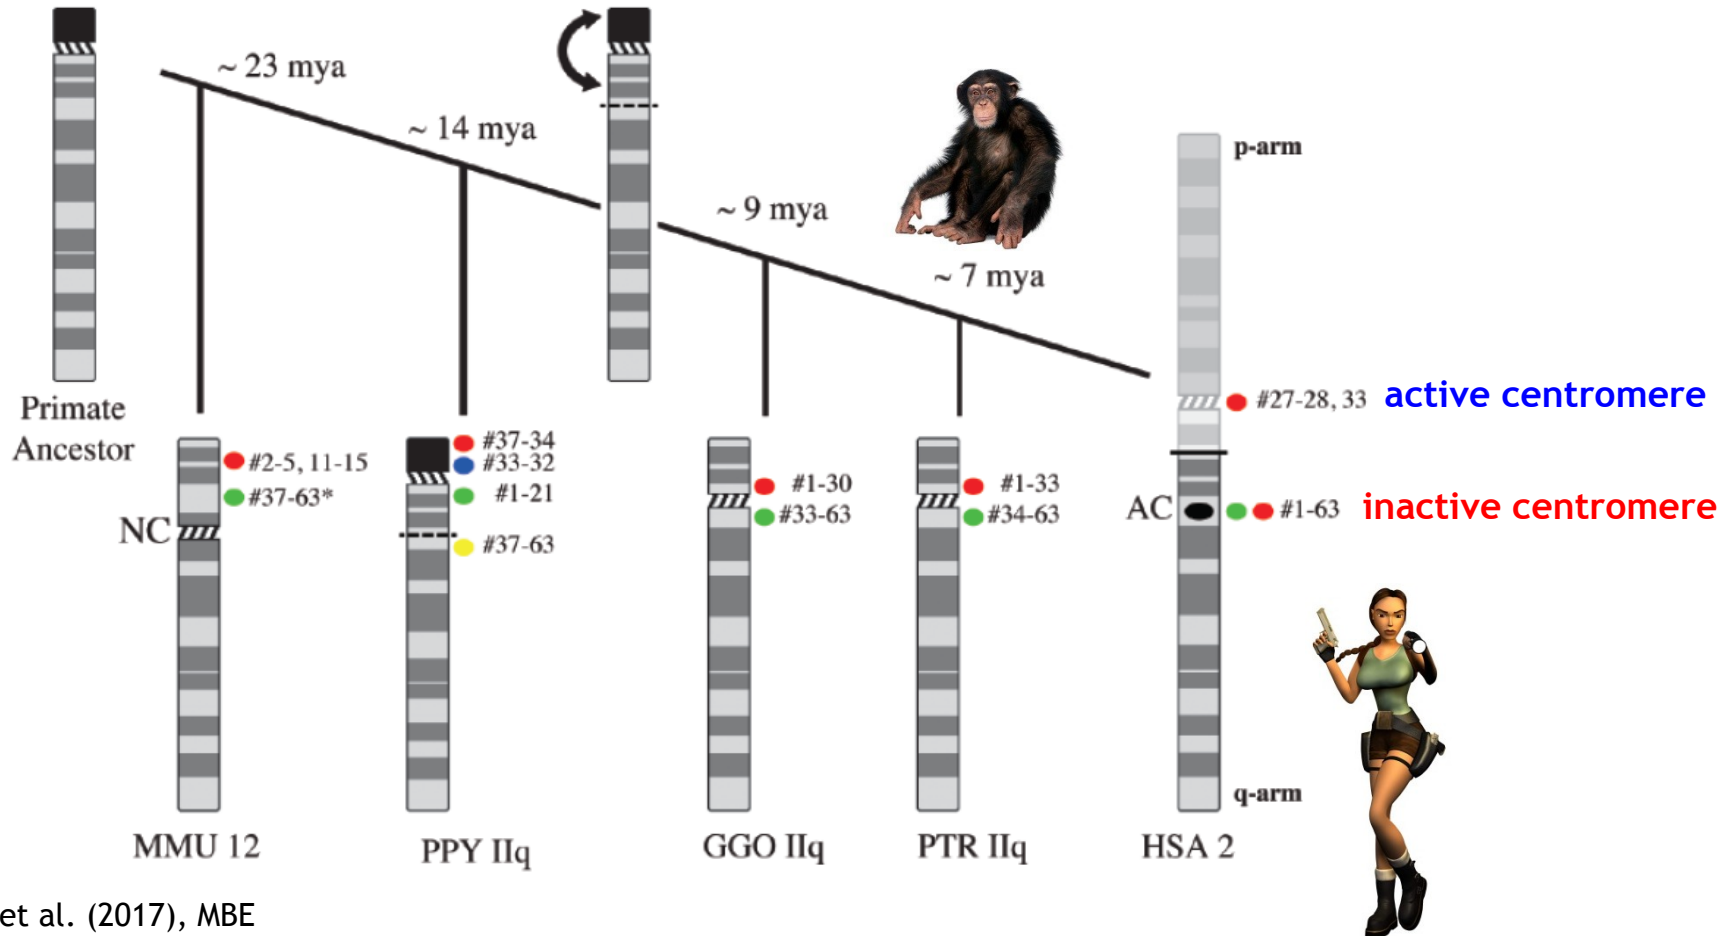 ~ 23 mya
~ 14 mya
~ 9 mya
~ 7 mya
Primate
Ancestor
p-arm
#27-28, 33 active centromere
#2-5, 11-15
#37-63*
NC
#37-34
#33-32
#1-21
#37-63
#1-30
#33-63
#1-33
#34-63
AC
#1-63 inactive centromere
q-arm
MMU 12
PPY IIq
GGO IIq
PTR IIq
HSA 2
et al. (2017), MBE